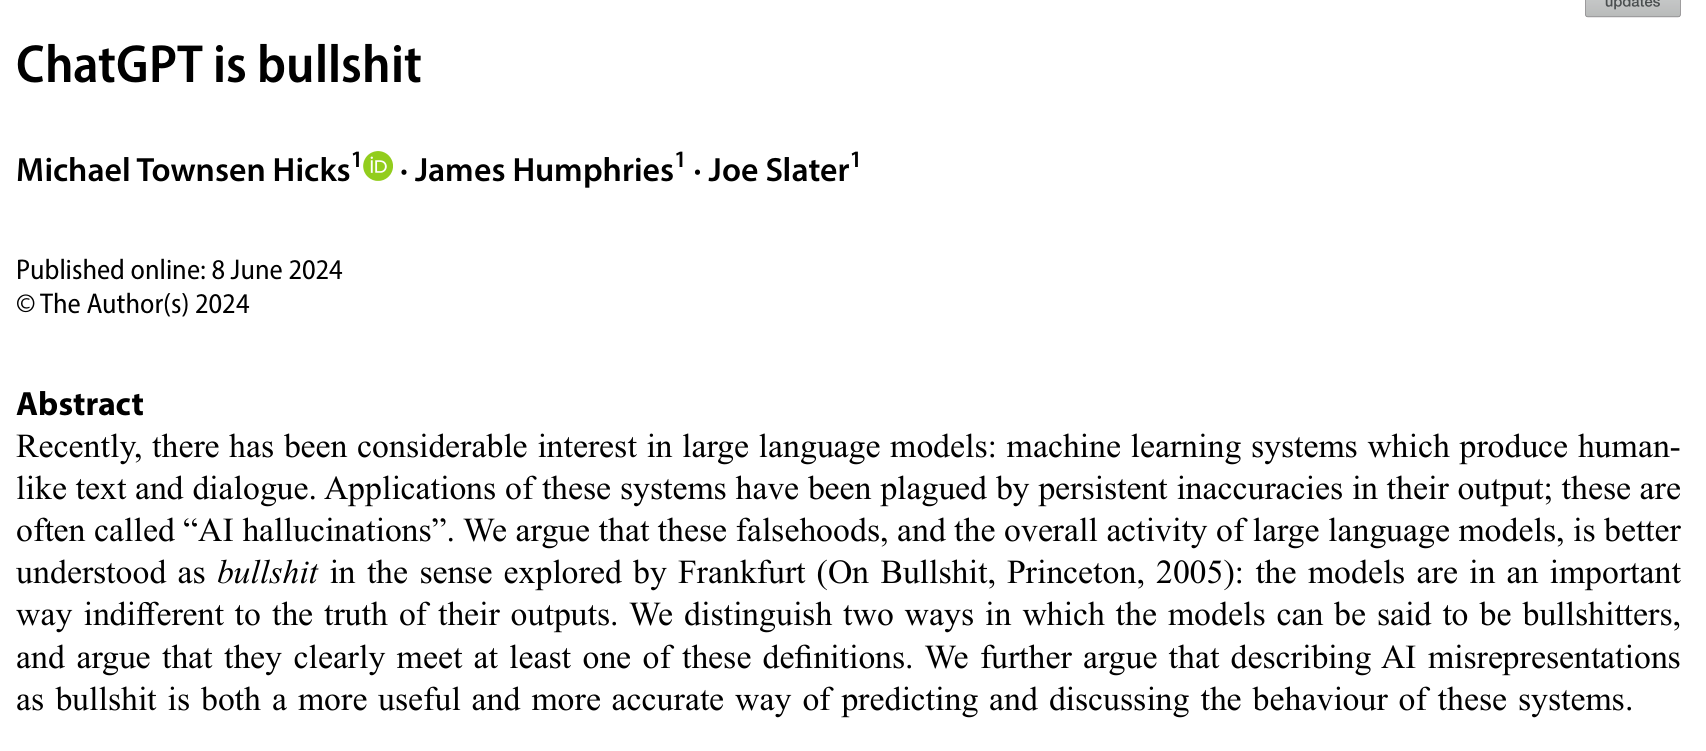 updates
ChatGPT is bullshit
Michael Townsen Hicks1 iD · James Humphries1 · Joe Slater1
Published online: 8 June 2024
© The Author(s) 2024
Abstract
Recently, there has been considerable interest in large language models: machine learning systems which produce human-
like text and dialogue. Applications of these systems have been plagued by persistent inaccuracies in their output; these are
often called “AI hallucinations”. We argue that these falsehoods, and the overall activity of large language models, is better
understood as bullshit in the sense explored by Frankfurt (On Bullshit, Princeton, 2005): the models are in an important
way indifferent to the truth of their outputs. We distinguish two ways in which the models can be said to be bullshitters,
and argue that they clearly meet at least one of these definitions. We further argue that describing AI misrepresentations
as bullshit is both a more useful and more accurate way of predicting and discussing the behaviour of these systems.